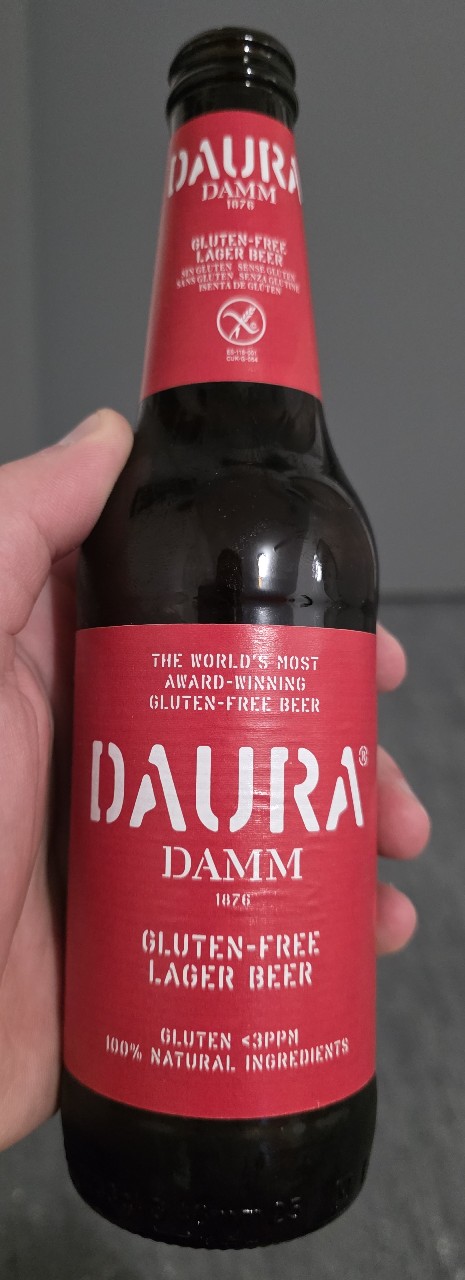 DAURA
DAMM
1876
GLUTEN-FREE
LAGER BEER
SIN GLUTEN SENSE GLUTEN
SANS GLUTEN SENZA GLUTINE
ISENTA DE GLÚTEN
THE WORLD'S MOST
AWARD-WINNING
GLUTEN-FREE BEER
DAURA®
DAMM
1876
GLUTEN-FREE
LAGER BEER
GLUTEN <3PPM
100% NATURAL INGREDIENTS